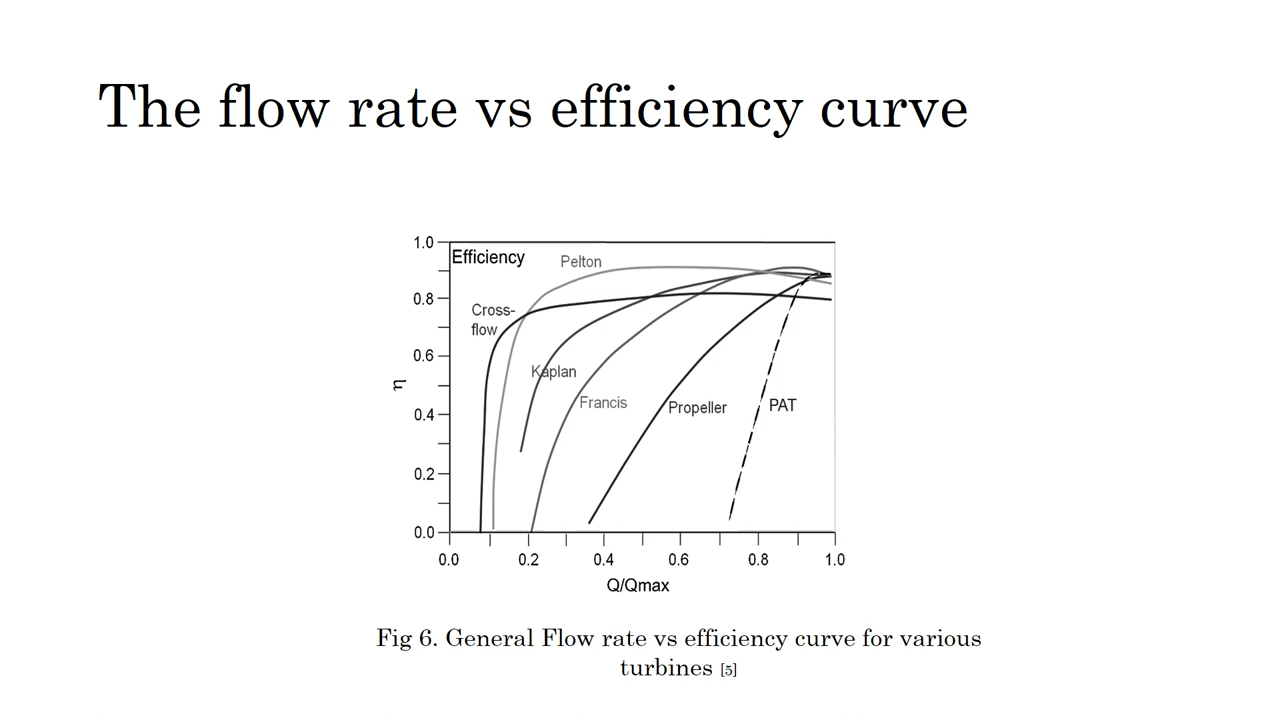 The flow rate vs efficiency curve
1.0
Efficiency
Pelton
0.8
Cross-
flow
0.6
η
Kaplan
Francis
Propeller
PAT
0.4
0.2
0.0
0.0 0.2 0.4 0.6 0.8 1.0
Q/Qmax
Fig 6. General Flow rate vs efficiency curve for various
turbines [5]